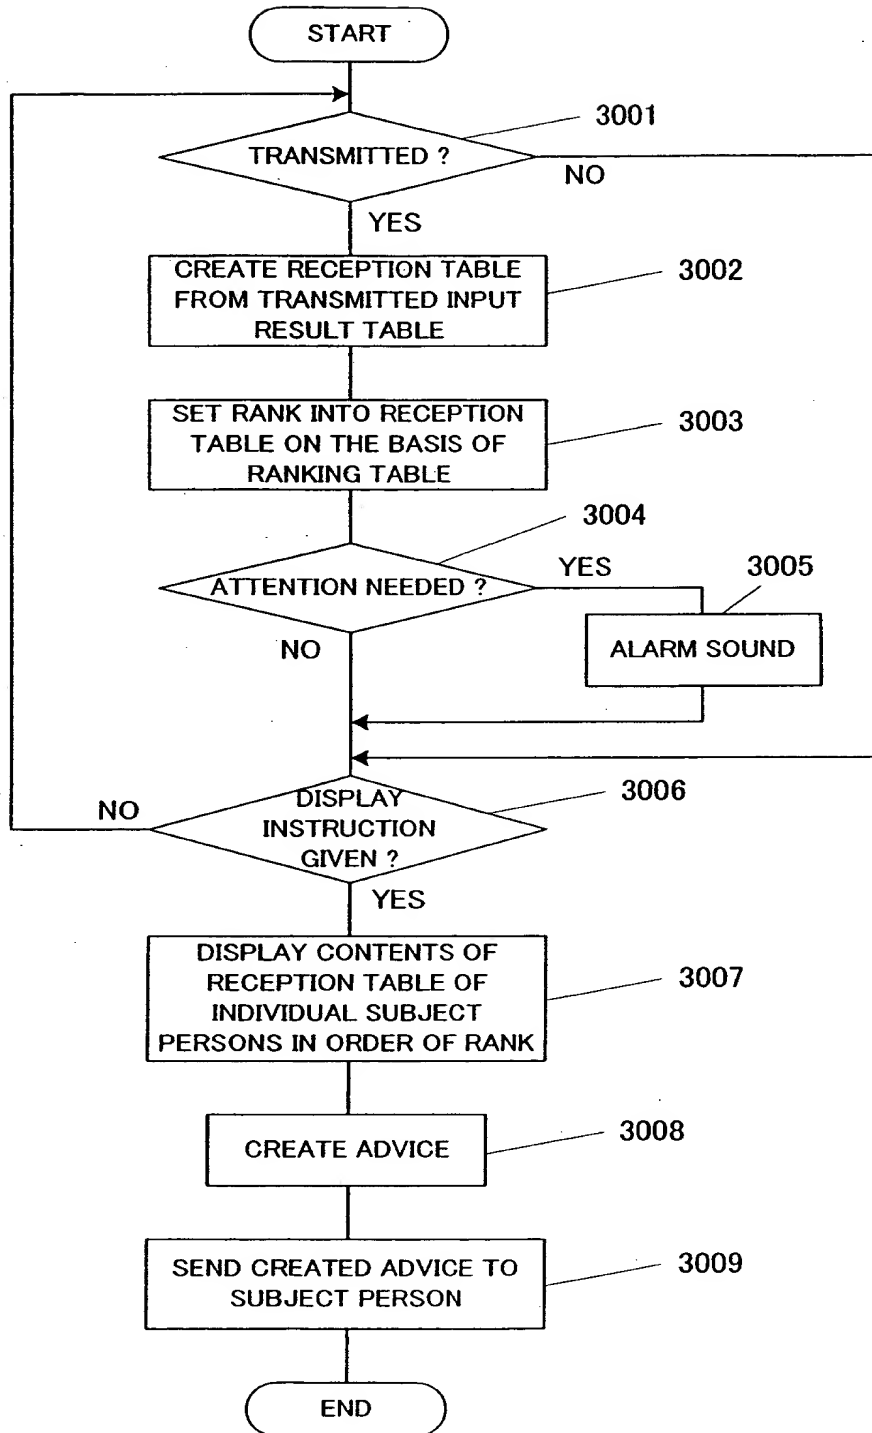 START
3001
TRANSMITTED ?
NO
YES
CREATE RECEPTION TABLE
FROM TRANSMITTED INPUT
RESULT TABLE
3002
SET RANK INTO RECEPTION
TABLE ON THE BASIS OF
RANKING TABLE
3003
3004
ATTENTION NEEDED ?
YES
3005
NO
ALARM SOUND
3006
NO
DISPLAY
INSTRUCTION
GIVEN ?
YES
DISPLAY CONTENTS OF
RECEPTION TABLE OF
INDIVIDUAL SUBJECT
PERSONS IN ORDER OF RANK
3007
CREATE ADVICE
3008
SEND CREATED ADVICE TO
SUBJECT PERSON
3009
END